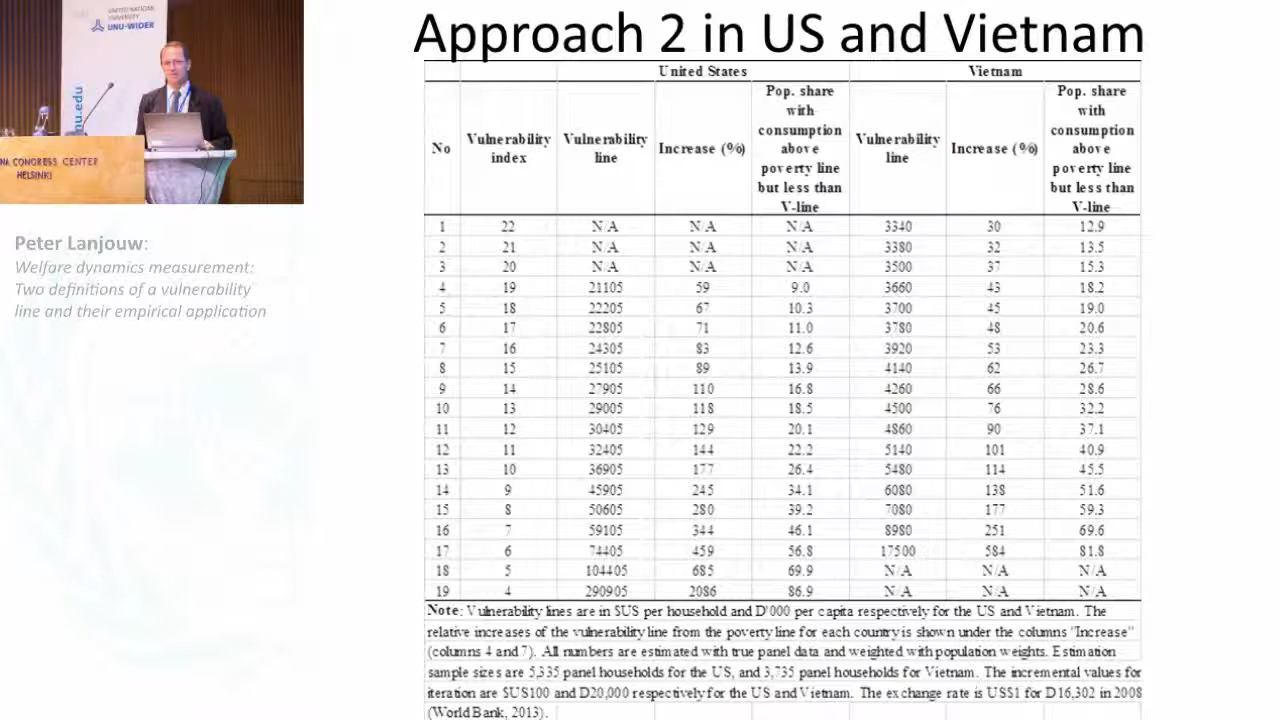 UNITED NATIONS
UNIVERSITY
UNU-WIDER
nu.edu
NA CONGRESS CENTER
HELSINKI
Peter Lanjouw:
Welfare dynamics measurement:
Two definitions of a vulnerability
line and their empirical application
Approach 2 in US and Vietnam
United States Vietnam
No Vulnerability index Vulnerability line Increase (%) Pop. share with consumption above poverty line but less than V-line Vulnerability line Increase (%) Pop. share with consumption above poverty line but less than V-line
1 22 N/A N/A N/A 3340 30 12.9
2 21 N/A N/A N/A 3380 32 13.5
3 20 N/A N/A N/A 3500 37 15.3
4 19 21105 59 9.0 3660 43 18.2
5 18 22205 67 10.3 3700 45 19.0
6 17 22805 71 11.0 3780 48 20.6
7 16 24305 83 12.6 3920 53 23.3
8 15 25105 89 13.9 4140 62 26.7
9 14 27905 110 16.8 4260 66 28.6
10 13 29005 118 18.5 4500 76 32.2
11 12 30405 129 20.1 4860 90 37.1
12 11 32405 144 22.2 5140 101 40.9
13 10 36905 177 26.4 5480 114 45.5
14 9 45905 245 34.1 6080 138 51.6
15 8 50605 280 39.2 7080 177 59.3
16 7 59105 344 46.1 8980 251 69.6
17 6 74405 459 56.8 17500 584 81.8
18 5 104405 685 69.9 N/A N/A N/A
19 4 290905 2086 86.9 N/A N/A N/A
Note: Vulnerability lines are in $US per household and D'000 per capita respectively for the US and Vietnam. The
relative increases of the vulnerability line from the poverty line for each country is shown under the columns "Increase"
(columns 4 and 7). All numbers are estimated with true panel data and weighted with population weights. Estimation
sample sizes are 5,335 panel households for the US, and 3,735 panel households for Vietnam. The incremental values for
iteration are $US100 and D20,000 respectively for the US and Vietnam. The exchange rate is US$1 for D16,302 in 2008
(World Bank, 2013).